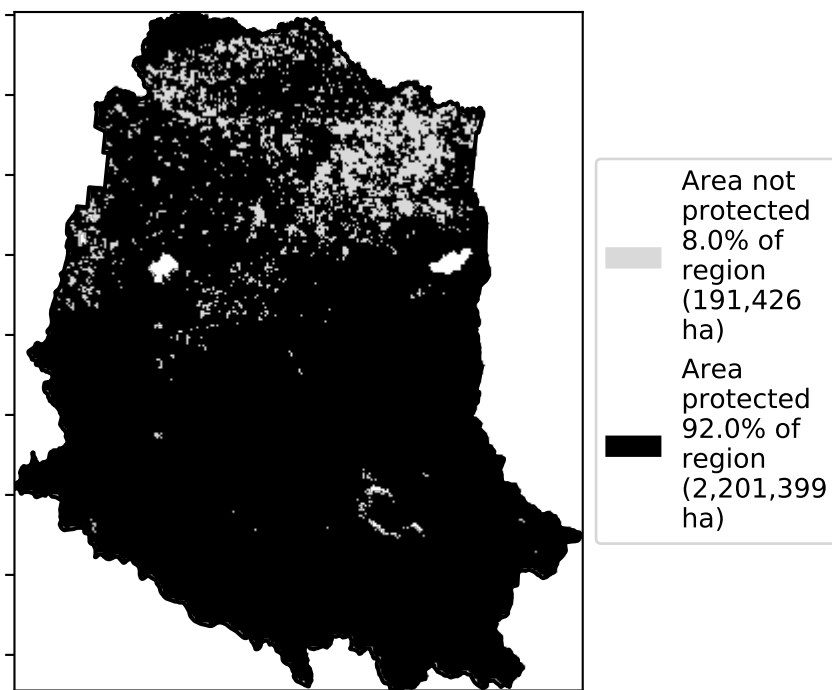 Area not
protected
8.0% of
region
(191,426
ha)
Area
protected
92.0% of
region
(2,201,399
ha)